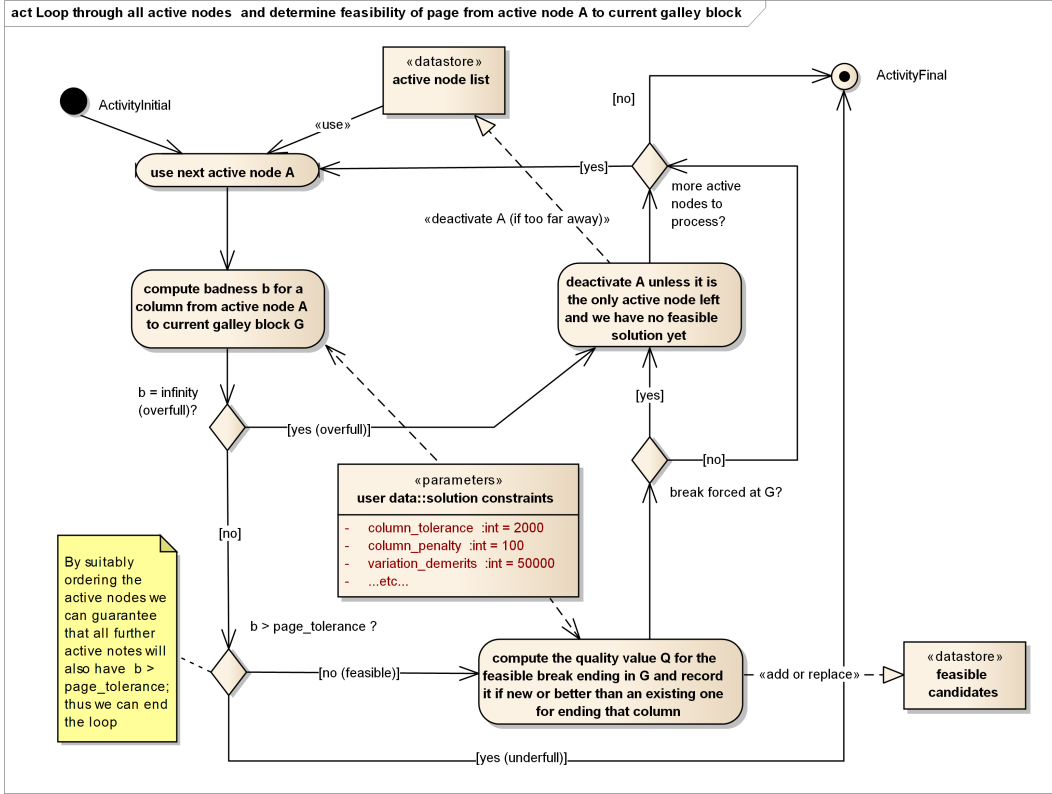 act Loop through all active nodes  and determine feasibility of page from active node A to current galley block
«datastore»
active node list
ActivityInitial
ActivityFinal
[no]
«use»
use next active node A
[yes]
more active
nodes to
process?
«deactivate A (if too far away)»
compute badness b for a
column from active node A
to current galley block G
deactivate A unless it is
the only active node left
and we have no feasible
solution yet
b = infinity
(overfull)?
[yes (overfull)]
[yes]
[no]
break forced at G?
«parameters»
user data::solution constraints
- column_tolerance :int = 2000
- column_penalty :int = 100
- variation_demerits :int = 50000
- ...etc...
[no]
By suitably
ordering the
active nodes we
can guarantee
that all further
active notes will
also have b >
page_tolerance;
thus we can end
the loop
b > page_tolerance ?
[no (feasible)]
compute the quality value Q for the
feasible break ending in G and record
it if new or better than an existing one
for ending that column
«add or replace»
«datastore»
feasible
candidates
[yes (underfull)]